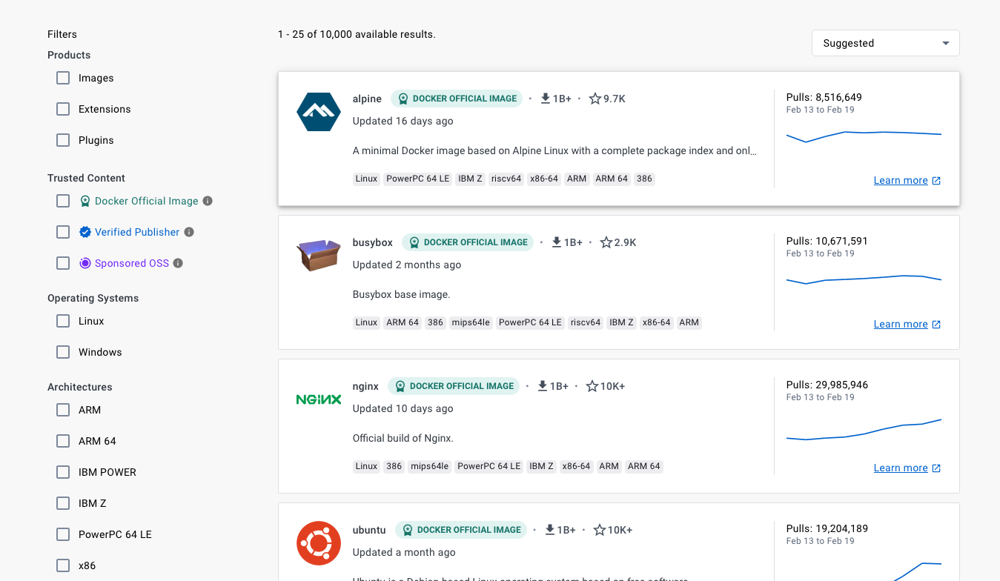 Filters
Products
Images
Extensions
Plugins
Trusted Content
Docker Official Image
Verified Publisher
Sponsored OSS
Operating Systems
Linux
Windows
Architectures
ARM
ARM 64
IBM POWER
IBM Z
PowerPC 64 LE
x86
1 - 25 of 10,000 available results.
Suggested
alpine DOCKER OFFICIAL IMAGE • 1B+ • 9.7K
Updated 16 days ago
A minimal Docker image based on Alpine Linux with a complete package index and onl...
Linux PowerPC 64 LE IBM Z riscv64 x86-64 ARM ARM 64 386
Pulls: 8,516,649
Feb 13 to Feb 19
Learn more
busybox DOCKER OFFICIAL IMAGE • 1B+ • 2.9K
Updated 2 months ago
Busybox base image.
Linux ARM 64 386 mips64le PowerPC 64 LE riscv64 IBM Z x86-64 ARM
Pulls: 10,671,591
Feb 13 to Feb 19
Learn more
NGINX
nginx DOCKER OFFICIAL IMAGE • 1B+ • 10K+
Updated 10 days ago
Official build of Nginx.
Linux 386 mips64le PowerPC 64 LE IBM Z x86-64 ARM ARM 64
Pulls: 29,985,946
Feb 13 to Feb 19
Learn more
ubuntu DOCKER OFFICIAL IMAGE • 1B+ • 10K+
Updated a month ago
Ubuntu is a Debian-based Linux operating system based on free software.
Pulls: 19,204,189
Feb 13 to Feb 19